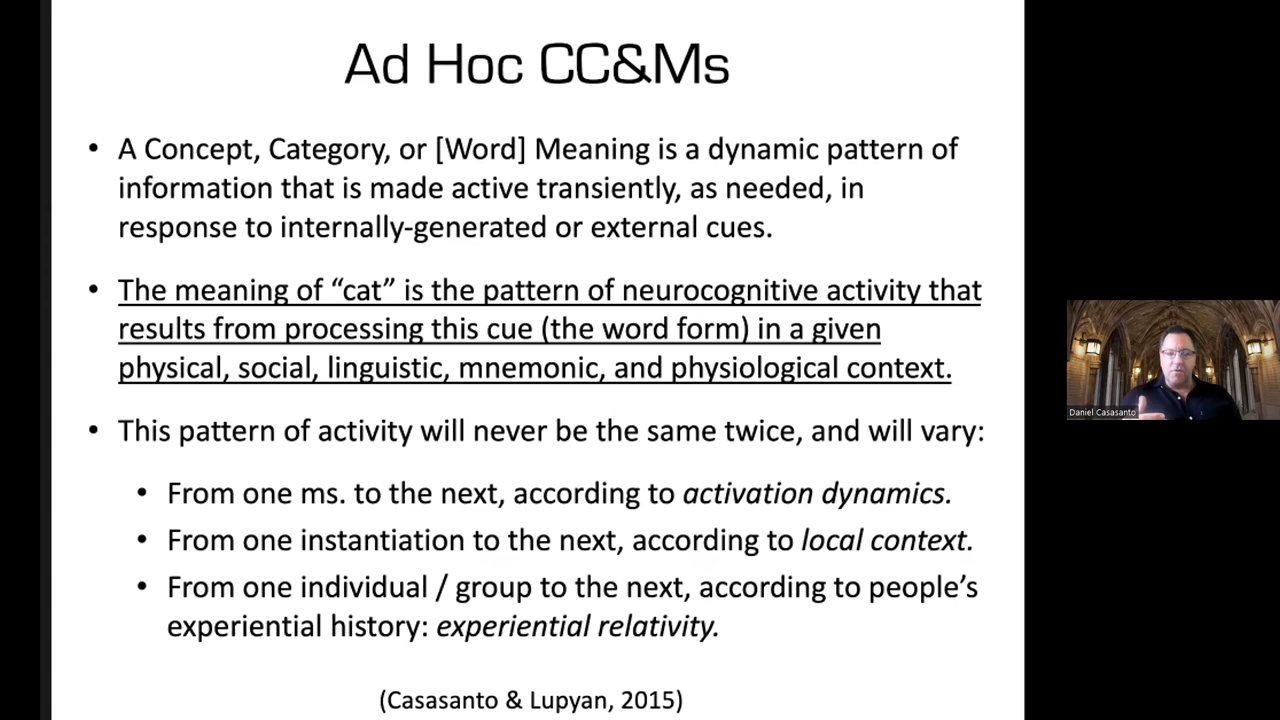 Ad Hoc CC&Ms
• A Concept, Category, or [Word] Meaning is a dynamic pattern of
information that is made active transiently, as needed, in
response to internally-generated or external cues.
• The meaning of “cat” is the pattern of neurocognitive activity that
results from processing this cue (the word form) in a given
physical, social, linguistic, mnemonic, and physiological context.
• This pattern of activity will never be the same twice, and will vary:
• From one ms. to the next, according to activation dynamics.
• From one instantiation to the next, according to local context.
• From one individual / group to the next, according to people’s
experiential history: experiential relativity.
(Casasanto & Lupyan, 2015)
Daniel Casasanto